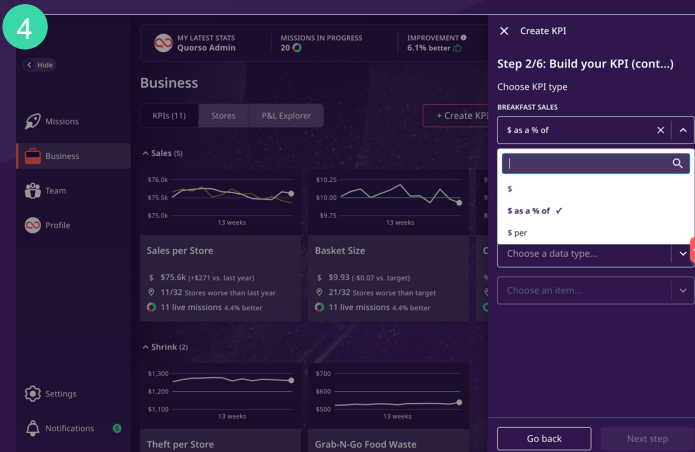 4
Hide
Missions
Business
Team
Profile
Settings
Notifications 5
MY LATEST STATS
Quorso Admin
MISSIONS IN PROGRESS
20
IMPROVEMENT
6.1% better
Business
KPIs (11)
Stores
P&L Explorer
+ Create KPI
Sales (5)
$76.0k
$75.5k
$75.0k
13 weeks
Sales per Store
$ $75.6k (+$271 vs. last year)
11/32 Stores worse than last year
11 live missions 4.4% better
$10.25
$10.00
$9.75
13 weeks
Basket Size
$ $9.93 (-$0.07 vs. target)
21/32 Stores worse than target
11 live missions 4.4% better
Shrink (2)
$1,300
$1,200
$1,100
13 weeks
Theft per Store
$700
$600
$500
13 weeks
Grab-N-Go Food Waste
Create KPI
Step 2/6: Build your KPI (cont...)
Choose KPI type
BREAKFAST SALES
$ as a % of
$
$ as a % of
$ per
Choose a data type...
Choose an item...
Go back
Next step